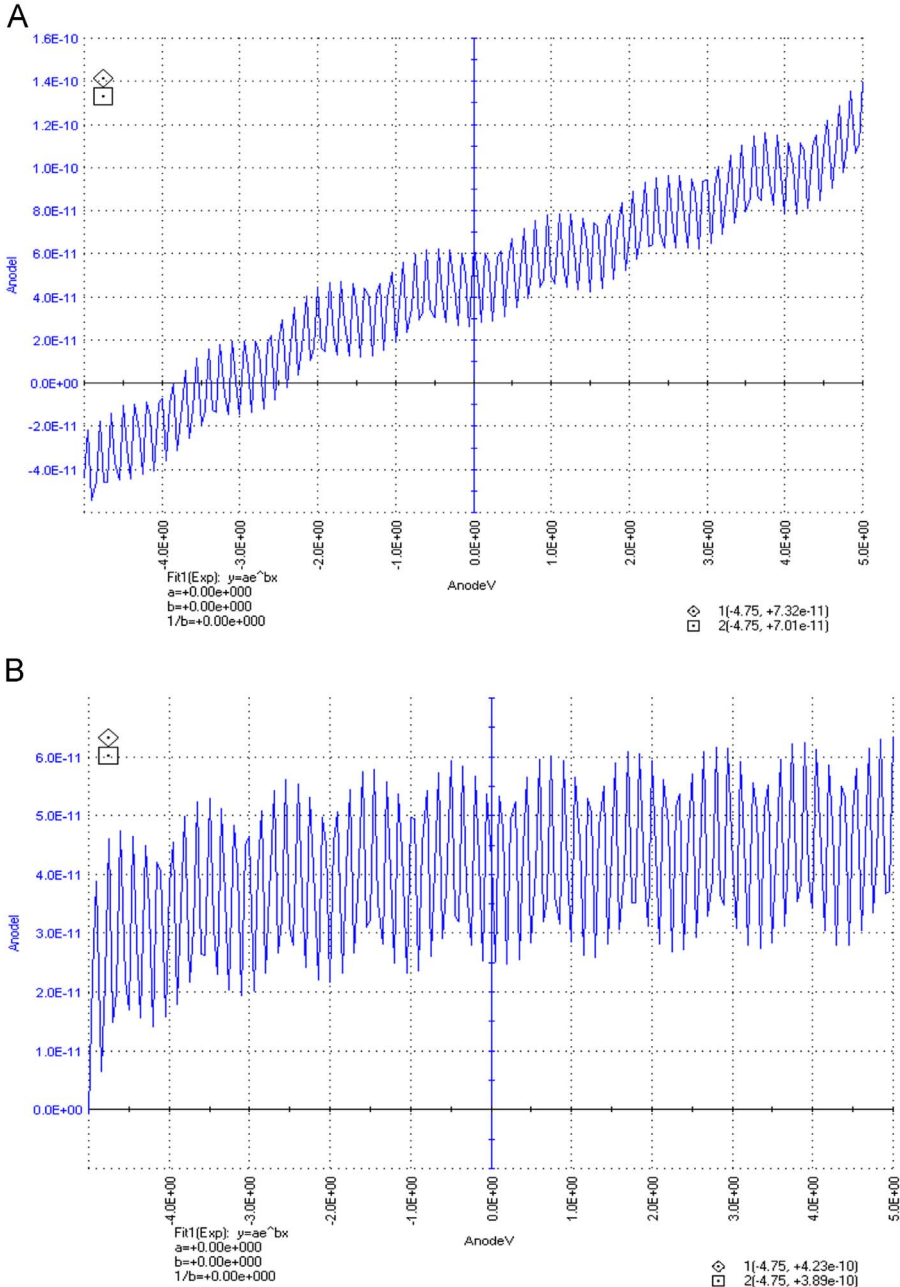 A
1.6E-10
1.4E-10
1.2E-10
1.0E-10
8.0E-11
6.0E-11
4.0E-11
2.0E-11
0.0E+00
-2.0E-11
-4.0E-11
AnodeI
-4.0E+00
-3.0E+00
-2.0E+00
-1.0E+00
0.0E+00
1.0E+00
2.0E+00
3.0E+00
4.0E+00
5.0E+00
AnodeV
Fit1(Exp): y=ae^bx
a=+0.00e+000
b=+0.00e+000
1/b=+0.00e+000
1(-4.75, +7.32e-11)
2(-4.75, +7.01e-11)
B
6.0E-11
5.0E-11
4.0E-11
3.0E-11
2.0E-11
1.0E-11
0.0E+00
AnodeI
-4.0E+00
-3.0E+00
-2.0E+00
-1.0E+00
0.0E+00
1.0E+00
2.0E+00
3.0E+00
4.0E+00
5.0E+00
AnodeV
Fit1(Exp): y=ae^bx
a=+0.00e+000
b=+0.00e+000
1/b=+0.00e+000
1(-4.75, +4.23e-10)
2(-4.75, +3.89e-10)